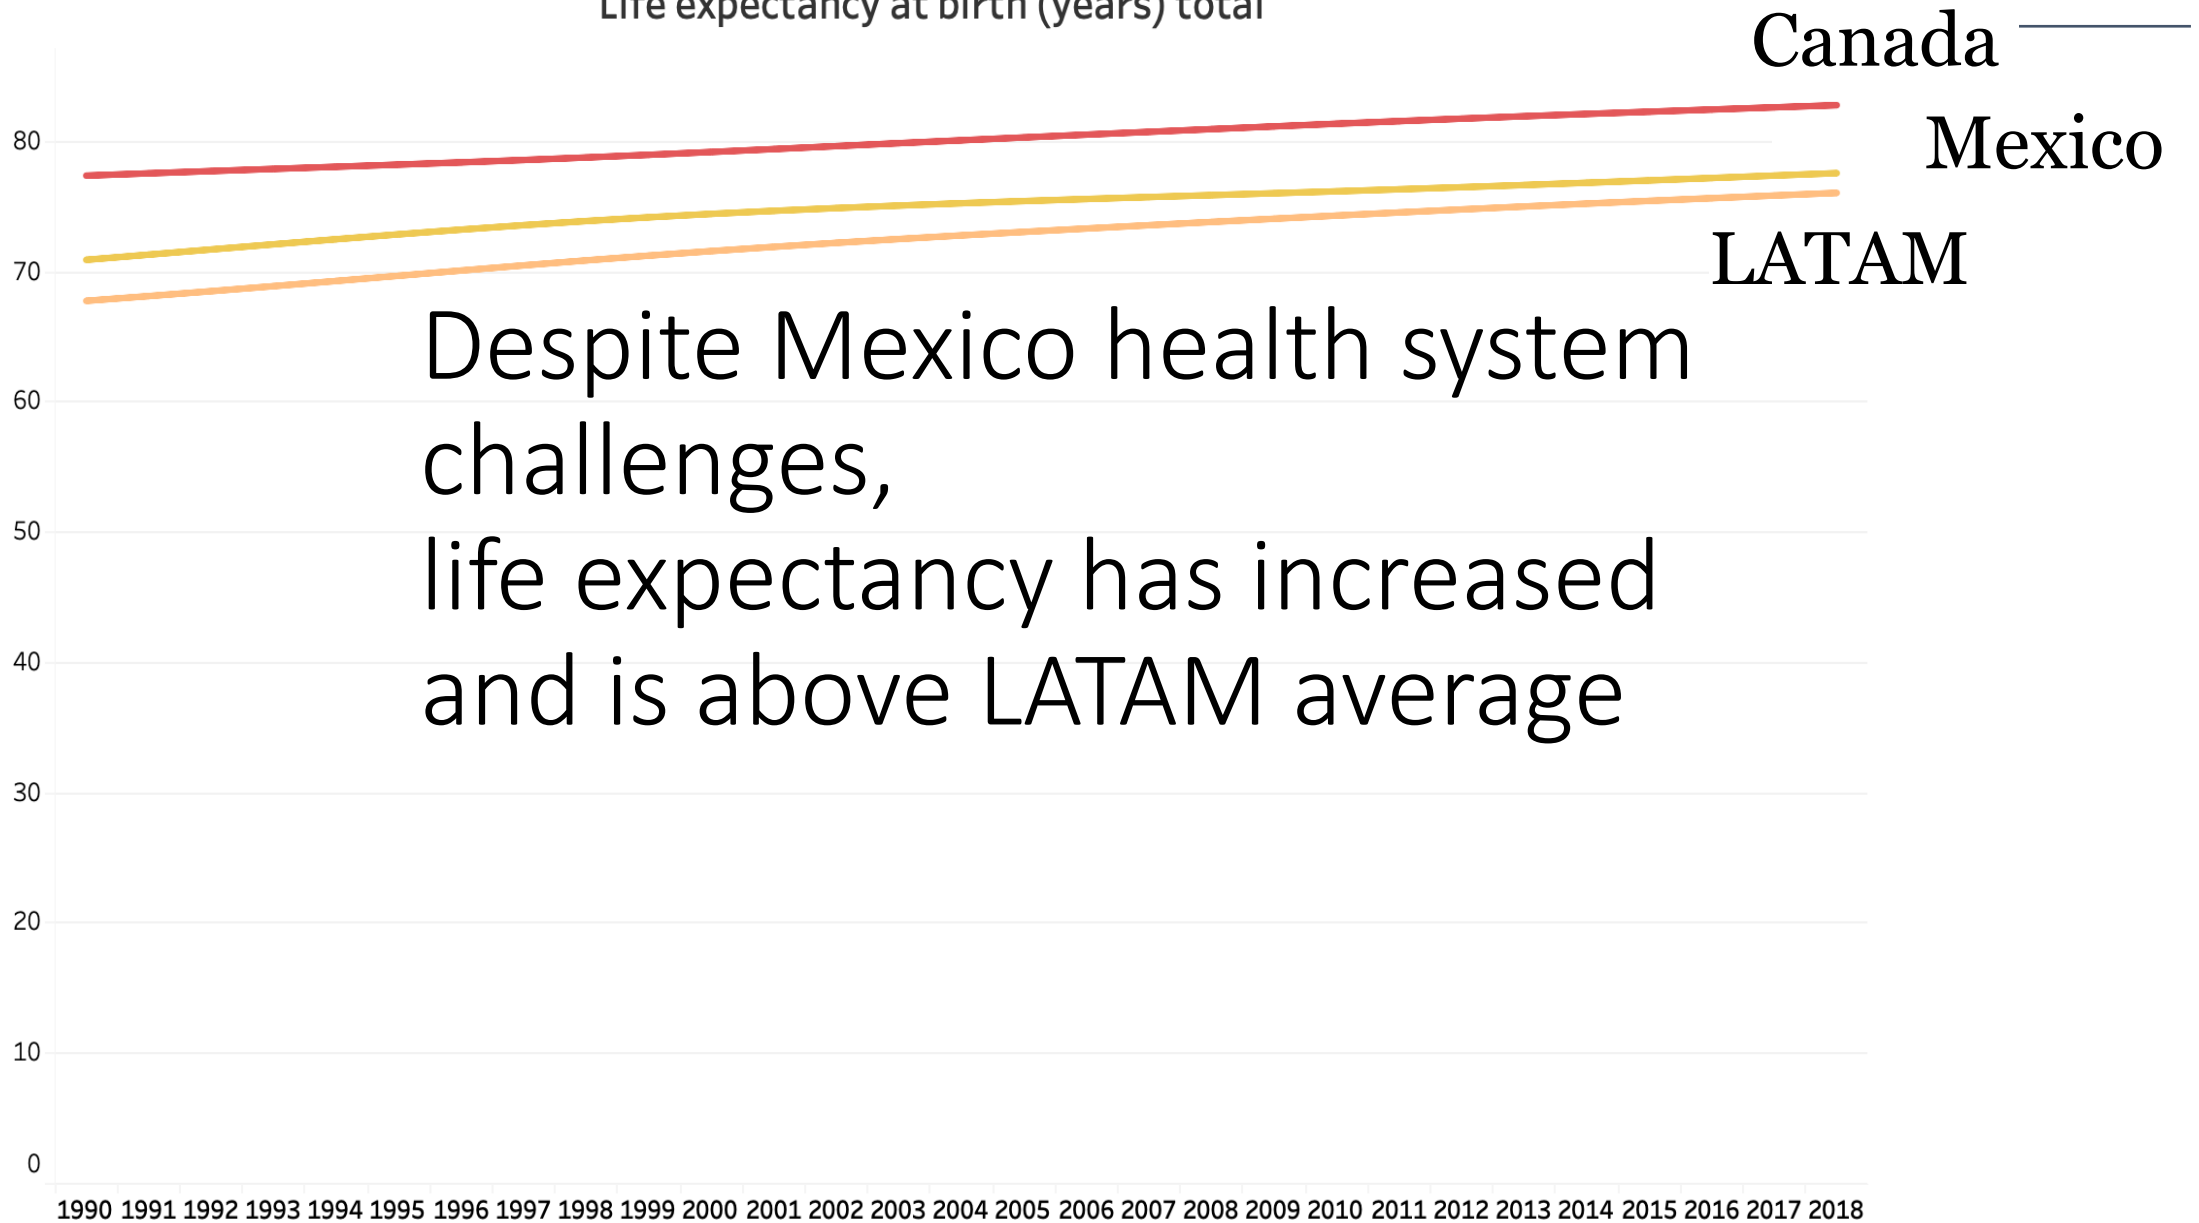 Life expectancy at birth (years) total
Canada
Mexico
LATAM
Despite Mexico health system
challenges,
life expectancy has increased
and is above LATAM average
80
70
60
50
40
30
20
10
0
1990 1991 1992 1993 1994 1995 1996 1997 1998 1999 2000 2001 2002 2003 2004 2005 2006 2007 2008 2009 2010 2011 2012 2013 2014 2015 2016 2017 2018